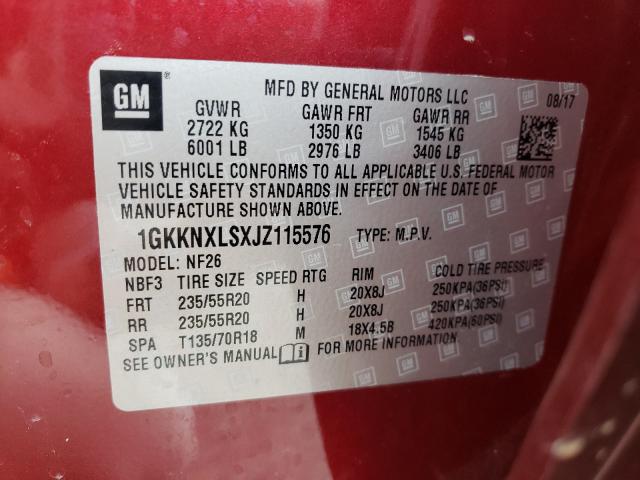 GM
MFD BY GENERAL MOTORS LLC
08/17
GVWR GAWR FRT GAWR RR
2722 KG 1350 KG 1545 KG
6001 LB 2976 LB 3406 LB
THIS VEHICLE CONFORMS TO ALL APPLICABLE U.S. FEDERAL MOTOR
VEHICLE SAFETY STANDARDS IN EFFECT ON THE DATE OF
MANUFACTURE SHOWN ABOVE.
1GKKNXLSXJZ115576 TYPE: M.P.V.
MODEL: NF26
NBF3 TIRE SIZE SPEED RTG RIM COLD TIRE PRESSURE
FRT 235/55R20 H 20X8J 250KPA(36PSI)
RR 235/55R20 H 20X8J 250KPA(36PSI)
SPA T135/70R18 M 18X4.5B 420KPA(60PSI)
SEE OWNER'S MANUAL FOR MORE INFORMATION.